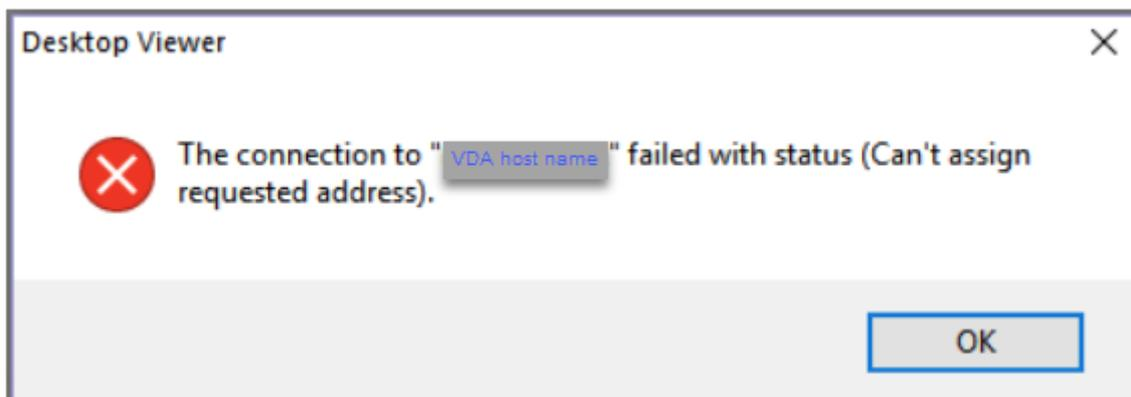 Desktop Viewer
The connection to "VDA host name" failed with status (Can't assign
requested address).
OK